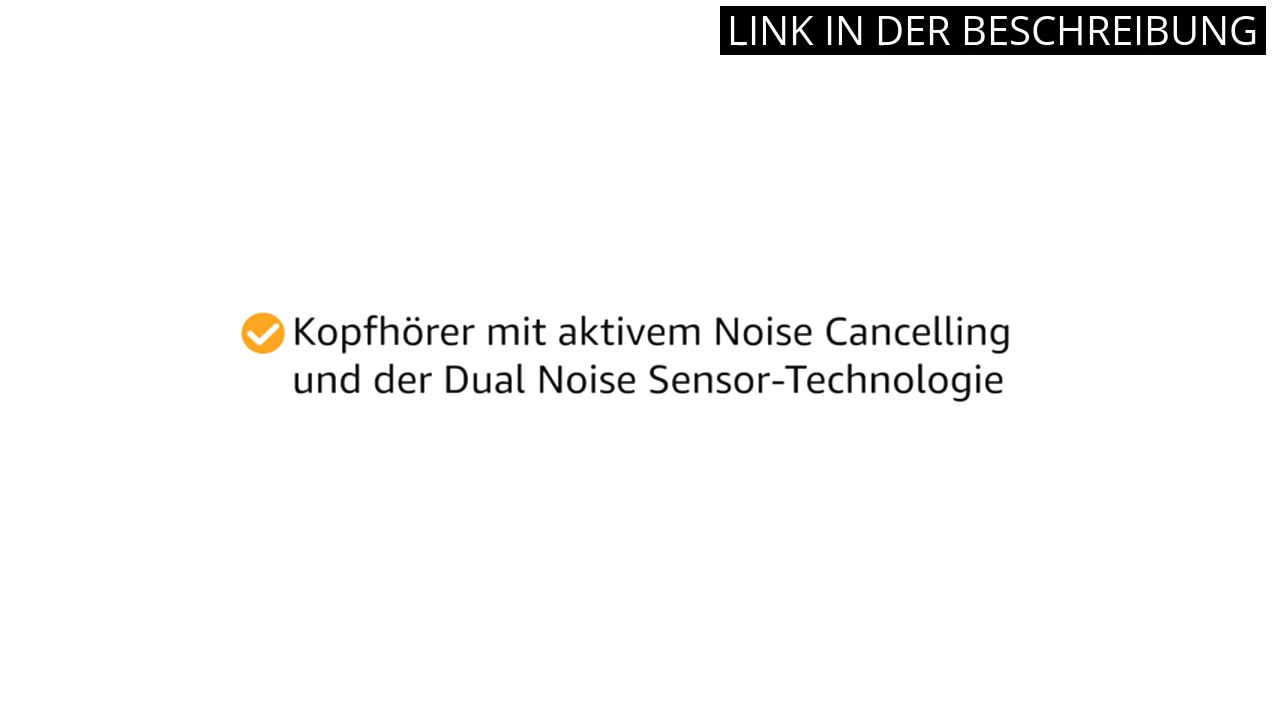 LINK IN DER BESCHREIBUNG
Kopfhörer mit aktivem Noise Cancelling
und der Dual Noise Sensor-Technologie